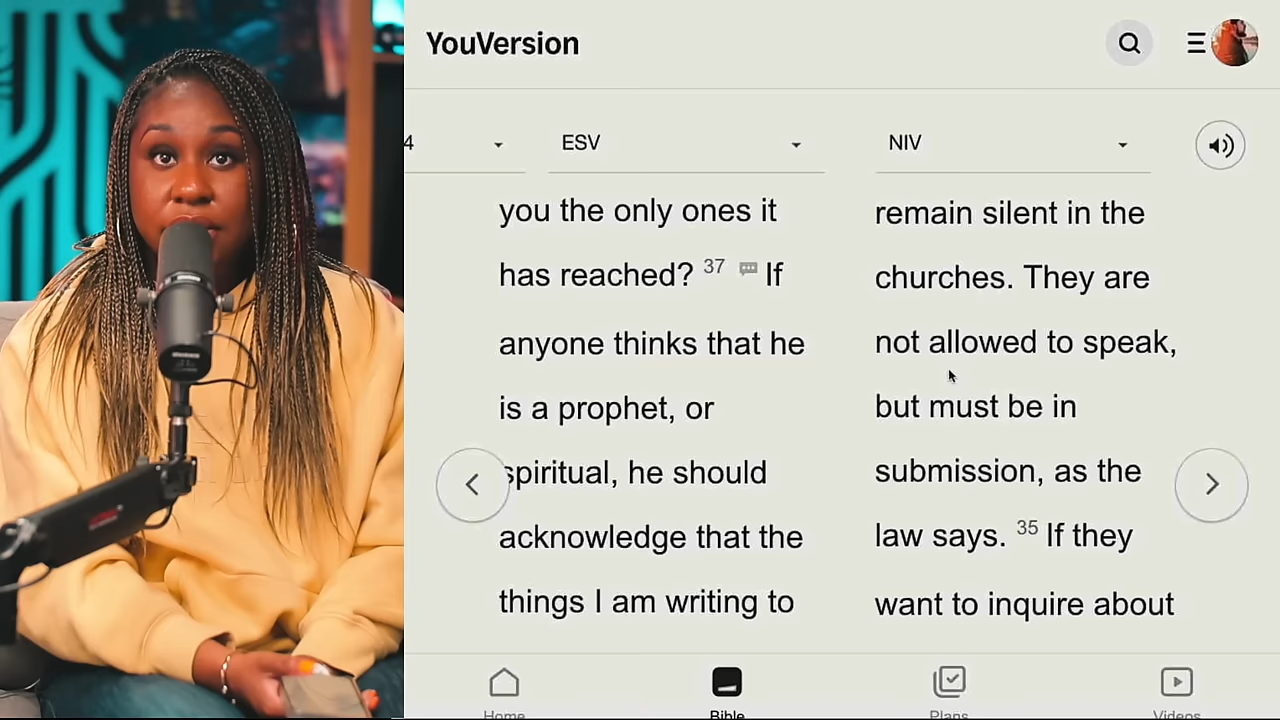 YouVersion
4
ESV
NIV
you the only ones it
has reached? 37 If
anyone thinks that he
is a prophet, or
spiritual, he should
acknowledge that the
things I am writing to
remain silent in the
churches. They are
not allowed to speak,
but must be in
submission, as the
law says. 35 If they
want to inquire about
Home
Bible
Plans
Videos